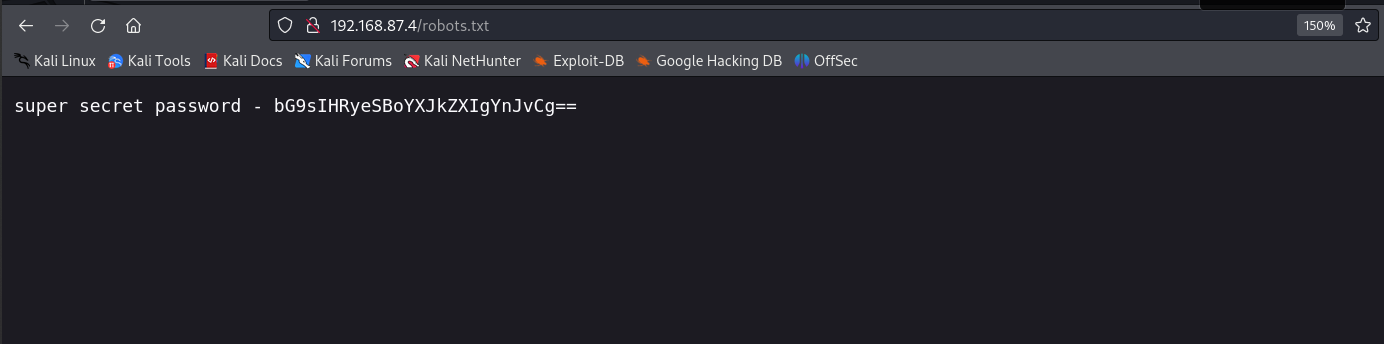 192.168.87.4/robots.txt
150%
Kali Linux Kali Tools Kali Docs Kali Forums Kali NetHunter Exploit-DB Google Hacking DB OffSec
super secret password - bG9sIHRyeSBoYXJkZXIgYnJvCg==